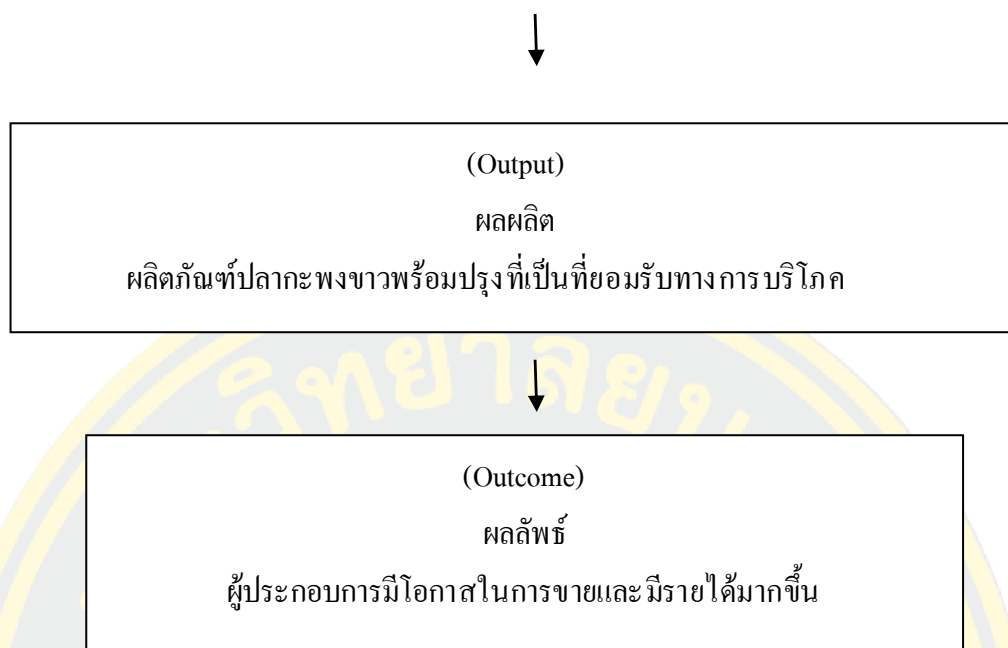 (Output)
ผลผลิต
ผลิตภัณฑ์ปลากะพงขาวพร้อมปรุงที่เป็นที่ยอมรับทางการบริโภค
(Outcome)
ผลลัพธ์
ผู้ประกอบการมีโอกาสในการขายและมีรายได้มากขึ้น